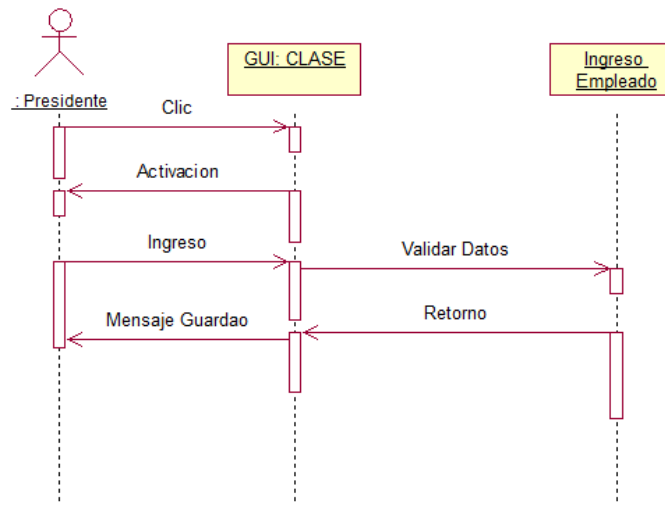 GUI: CLASE
Ingreso
Empleado
: Presidente
Clic
Activacion
Ingreso
Validar Datos
Mensaje Guardao
Retorno